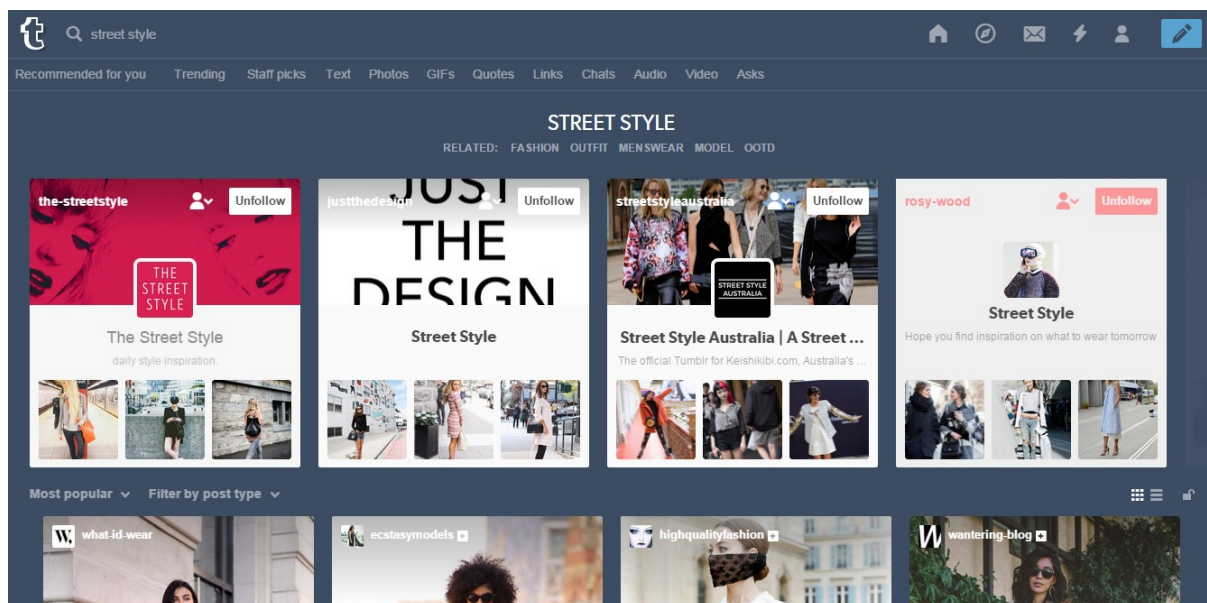 t street style
Recommended for you Trending Staff picks Text Photos GIFs Quotes Links Chats Audio Video Asks
STREET STYLE
RELATED: FASHION OUTFIT MENSWEAR MODEL OOTD
the-streetstyle Unfollow
THE
STREET
STYLE
The Street Style
daily style inspiration.
justthedesign Unfollow
JUST
THE
DESIGN
Street Style
streetstyleaustralia Unfollow
STREET STYLE
AUSTRALIA
Street Style Australia | A Street ...
The official Tumblr for Keishikibi.com, Australia's ...
rosy-wood Unfollow
Street Style
Hope you find inspiration on what to wear tomorrow
Most popular Filter by post type
W, what-id-wear
ecstasymodels
highqualityfashion
W wantering-blog